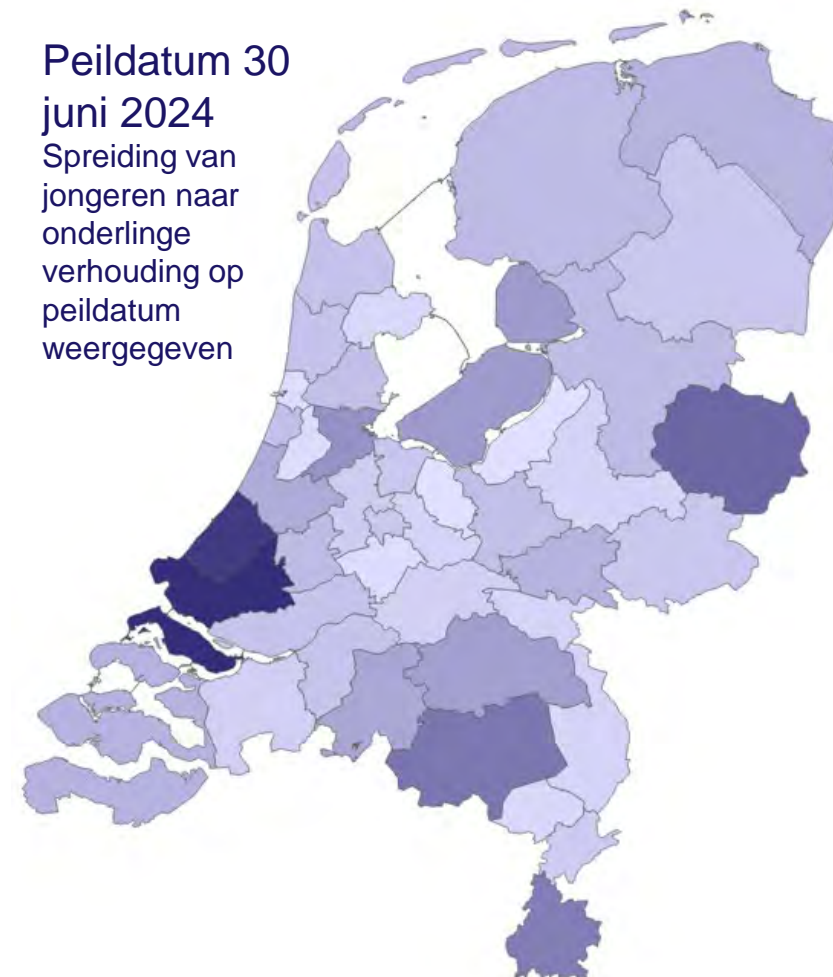 Peildatum 30
juni 2024
Spreiding van
jongeren naar
onderlinge
verhouding op
peildatum
weergegeven